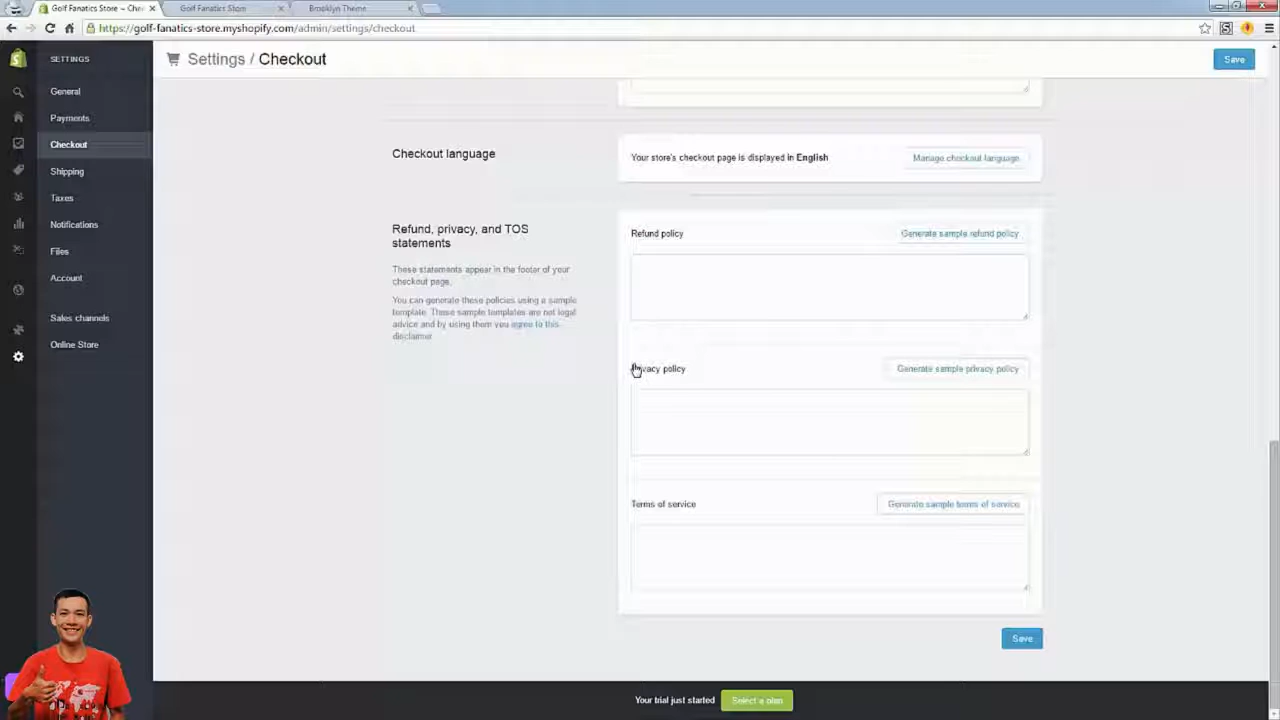 Golf Fanatics Store – Che
Golf Fanatics Store
Brooklyn Theme
https://golf-fanatics-store.myshopify.com/admin/settings/checkout
SETTINGS
Settings / Checkout
Save
General
Payments
Checkout
Shipping
Taxes
Notifications
Files
Account
Sales channels
Online Store
Checkout language
Your store's checkout page is displayed in English
Manage checkout language
Refund, privacy, and TOS
statements
These statements appear in the footer of your
checkout page.
You can generate these policies using a sample
template. These sample templates are not legal
advice and by using them you agree to this
disclaimer
Refund policy
Generate sample refund policy
vacy policy
Generate sample privacy policy
Terms of service
Generate sample terms of service
Save
Your trial just started
Select a plan